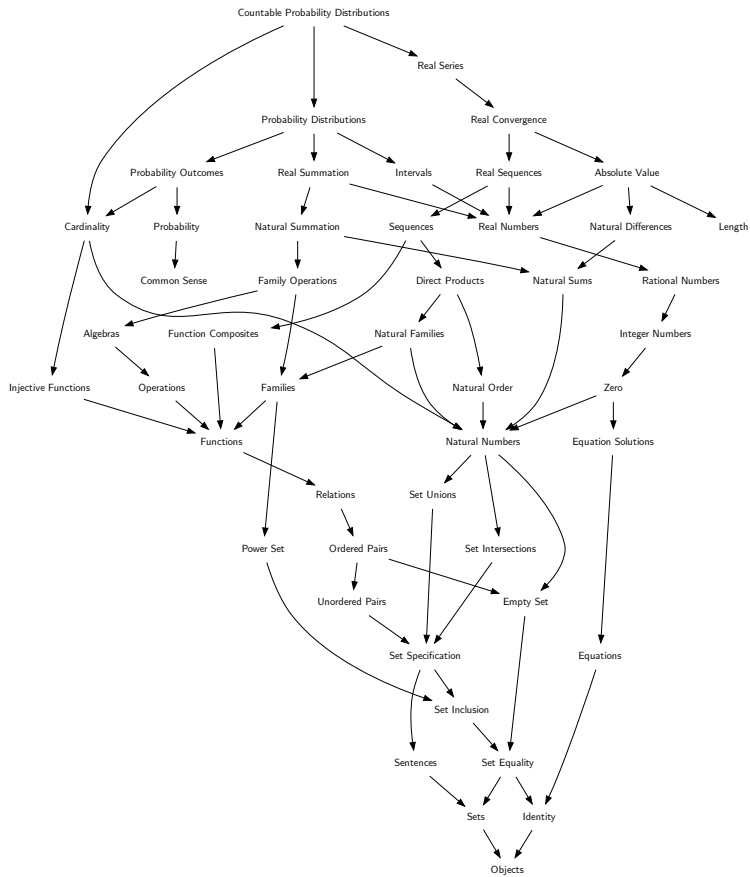 Countable Probability Distributions
Real Series
Probability Distributions
Real Convergence
Probability Outcomes
Real Summation
Intervals
Real Sequences
Absolute Value
Cardinality
Probability
Natural Summation
Sequences
Real Numbers
Natural Differences
Length
Common Sense
Family Operations
Direct Products
Natural Sums
Rational Numbers
Algebras
Function Composites
Natural Families
Integer Numbers
Injective Functions
Operations
Families
Natural Order
Zero
Functions
Natural Numbers
Equation Solutions
Relations
Set Unions
Power Set
Ordered Pairs
Set Intersections
Unordered Pairs
Empty Set
Set Specification
Equations
Set Inclusion
Sentences
Set Equality
Sets
Identity
Objects